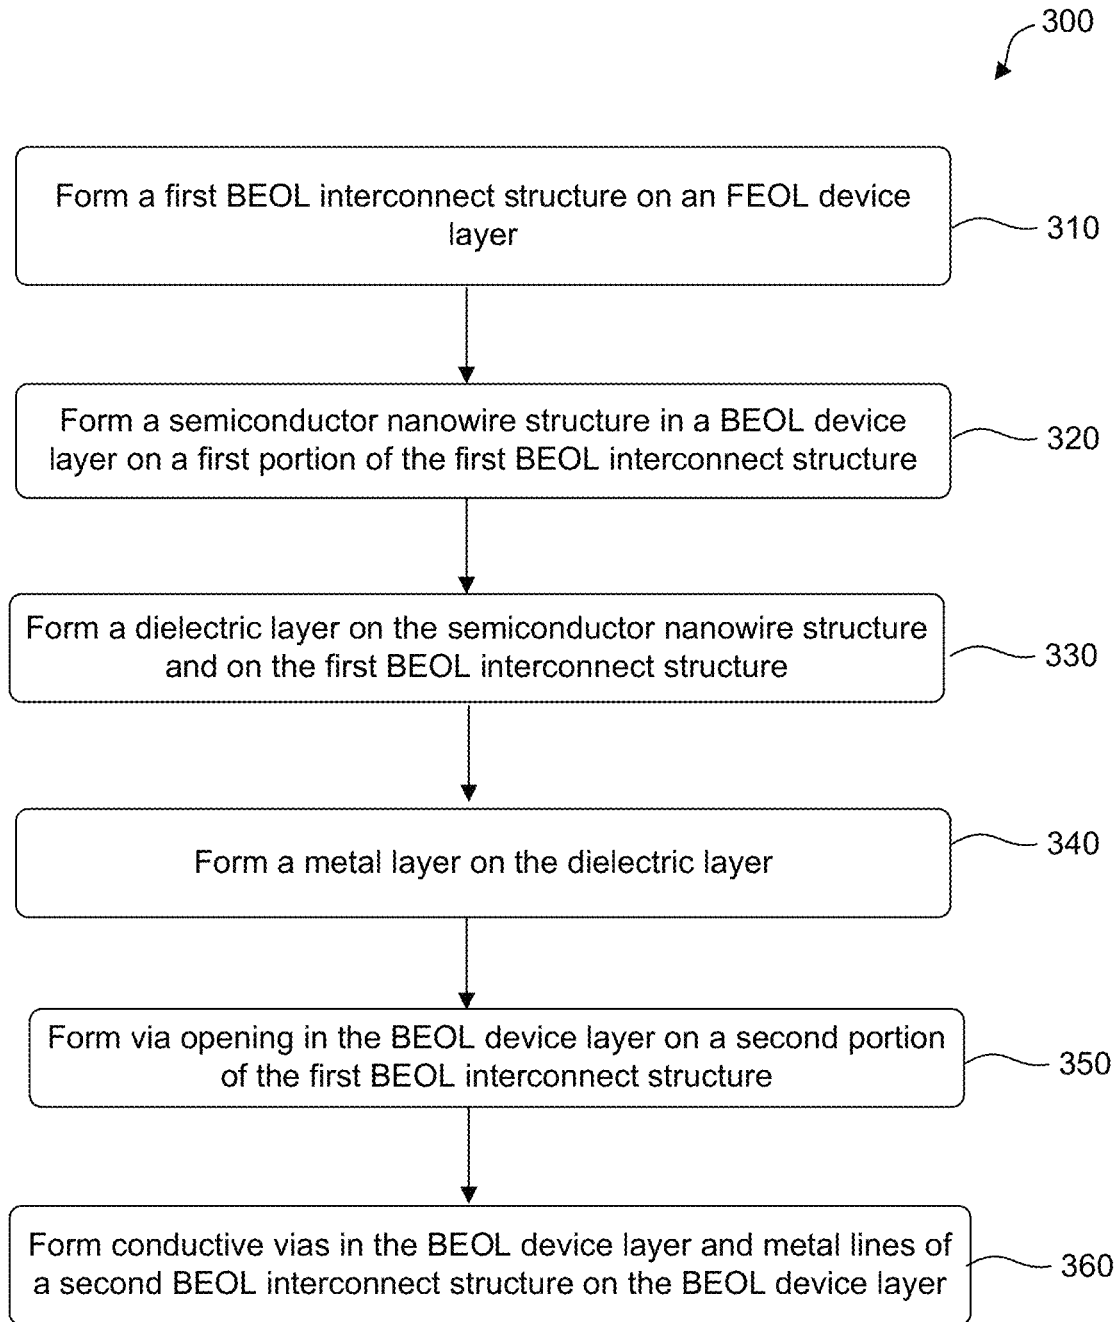 300
Form a first BEOL interconnect structure on an FEOL device
layer
310
Form a semiconductor nanowire structure in a BEOL device
layer on a first portion of the first BEOL interconnect structure
320
Form a dielectric layer on the semiconductor nanowire structure
and on the first BEOL interconnect structure
330
Form a metal layer on the dielectric layer
340
Form via opening in the BEOL device layer on a second portion
of the first BEOL interconnect structure
350
Form conductive vias in the BEOL device layer and metal lines of
a second BEOL interconnect structure on the BEOL device layer
360